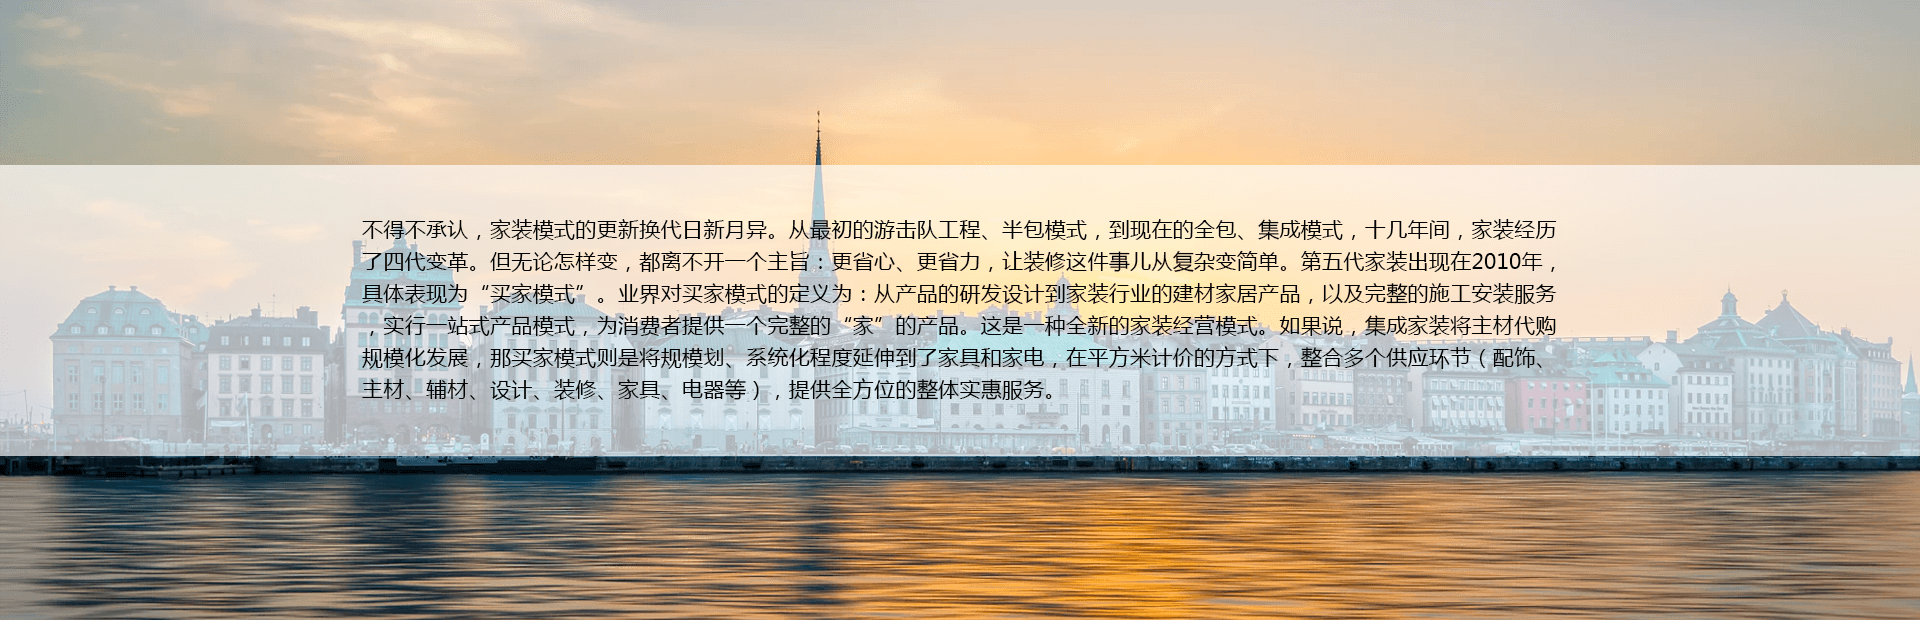 不得不承认，家装模式的更新换代日新月异。从最初的游击队工程、半包模式，到现在的全包、集成模式，十几年间，家装经历
了四代变革。但无论怎样变，都离不开一个主旨：更省心、更省力，让装修这件事儿从复杂变简单。第五代家装出现在2010年，
具体表现为“买家模式”。业界对买家模式的定义为：从产品的研发设计到家装行业的建材家居产品，以及完整的施工安装服务
，实行一站式产品模式，为消费者提供一个完整的“家”的产品。这是一种全新的家装经营模式。如果说，集成家装将主材代购
规模化发展，那买家模式则是将规模划、系统化程度延伸到了家具和家电，在平方米计价的方式下，整合多个供应环节（配饰、
主材、辅材、设计、装修、家具、电器等），提供全方位的整体实惠服务。